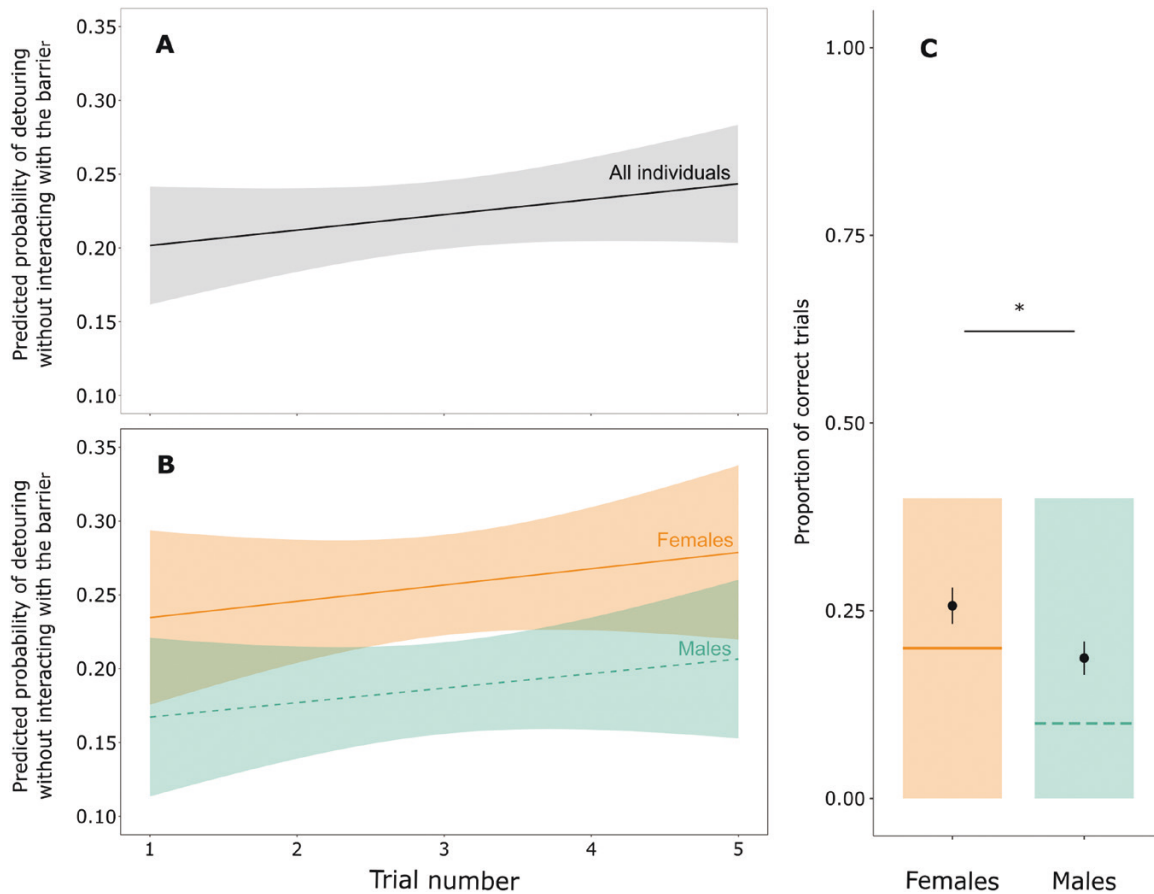 A
Predicted probability of detouring
without interacting with the barrier
0.35
0.30
0.25
0.20
0.15
0.10
All individuals
B
Predicted probability of detouring
without interacting with the barrier
0.35
0.30
0.25
0.20
0.15
0.10
Females
Males
1 2 3 4 5
Trial number
C
Proportion of correct trials
1.00
0.75
0.50
0.25
0.00
*
Females Males